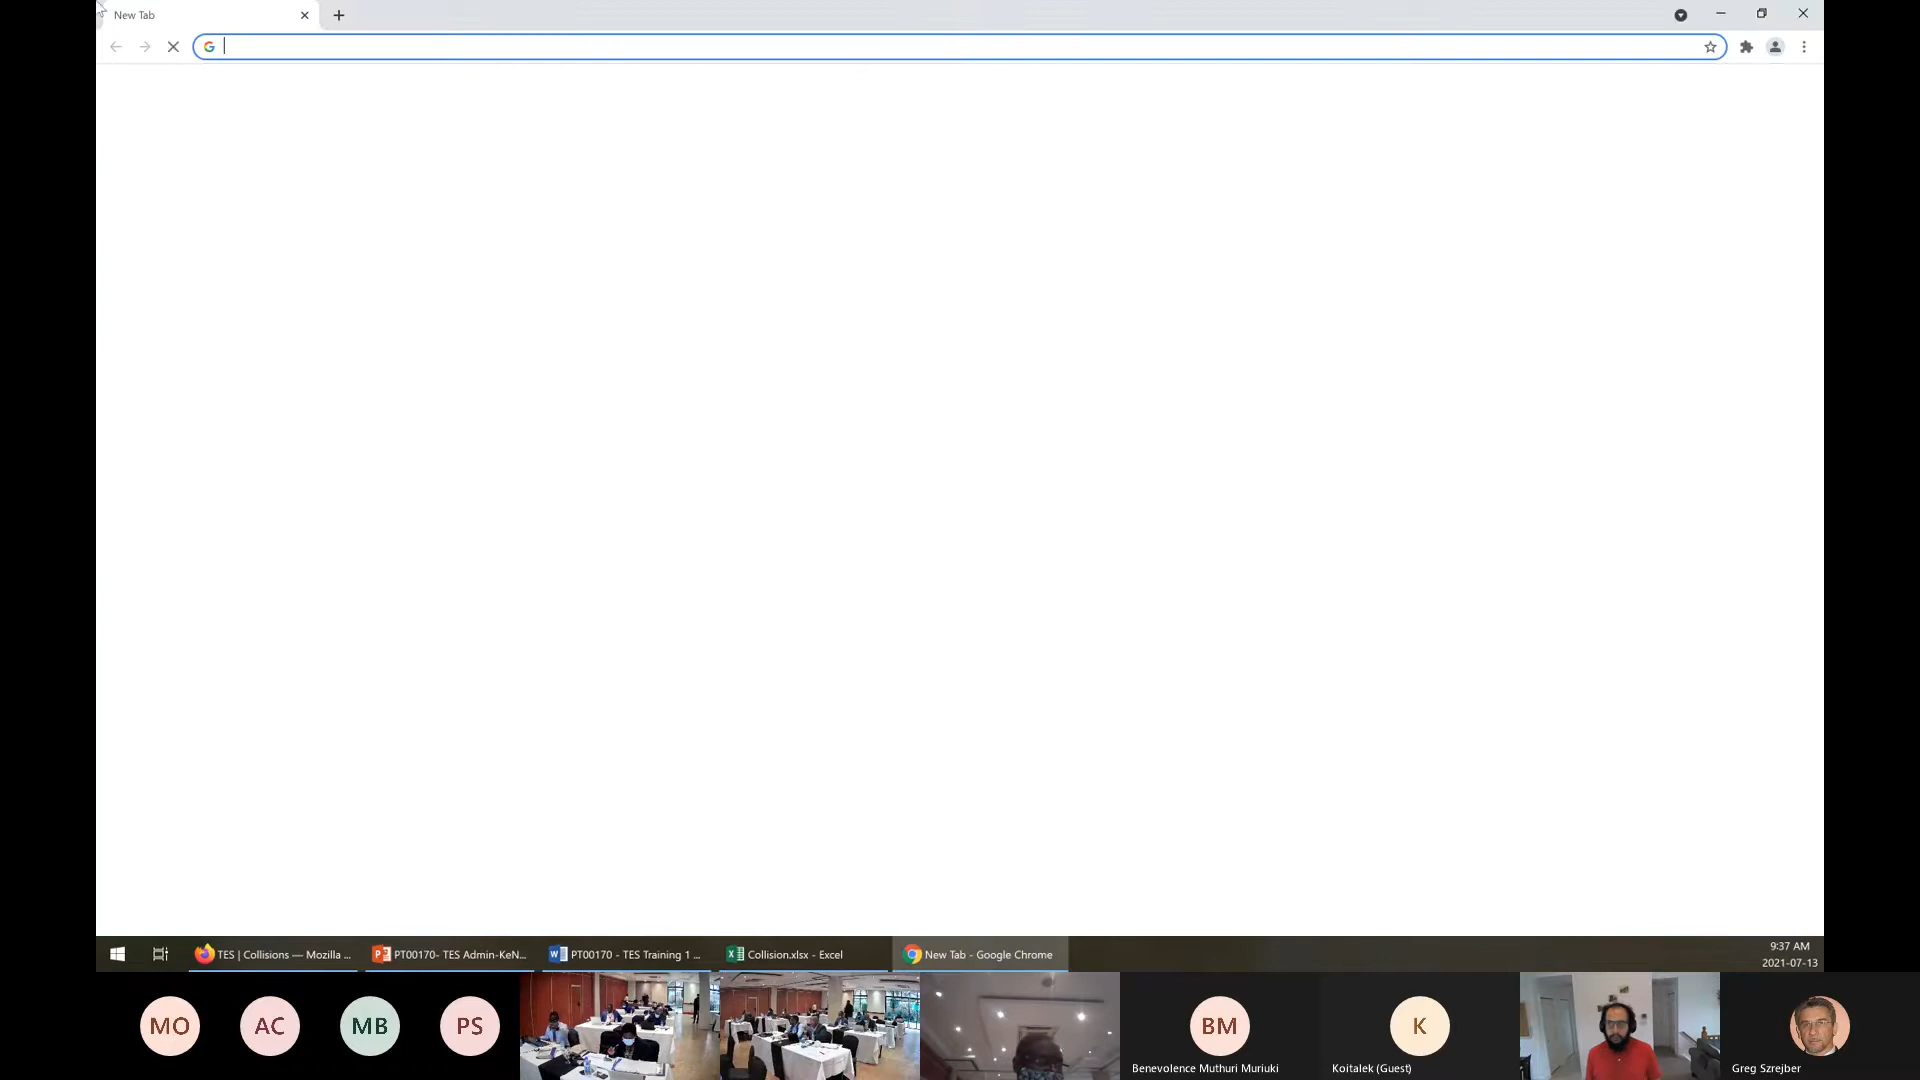 New Tab
TES | Collisions — Mozilla ...
PT00170- TES Admin-KeN...
PT00170 - TES Training 1 ...
Collision.xlsx - Excel
New Tab - Google Chrome
9:37 AM
2021-07-13
MO
AC
MB
PS
BM
K
Benevolence Muthuri Muriuki
Koitalek (Guest)
Greg Szrejber